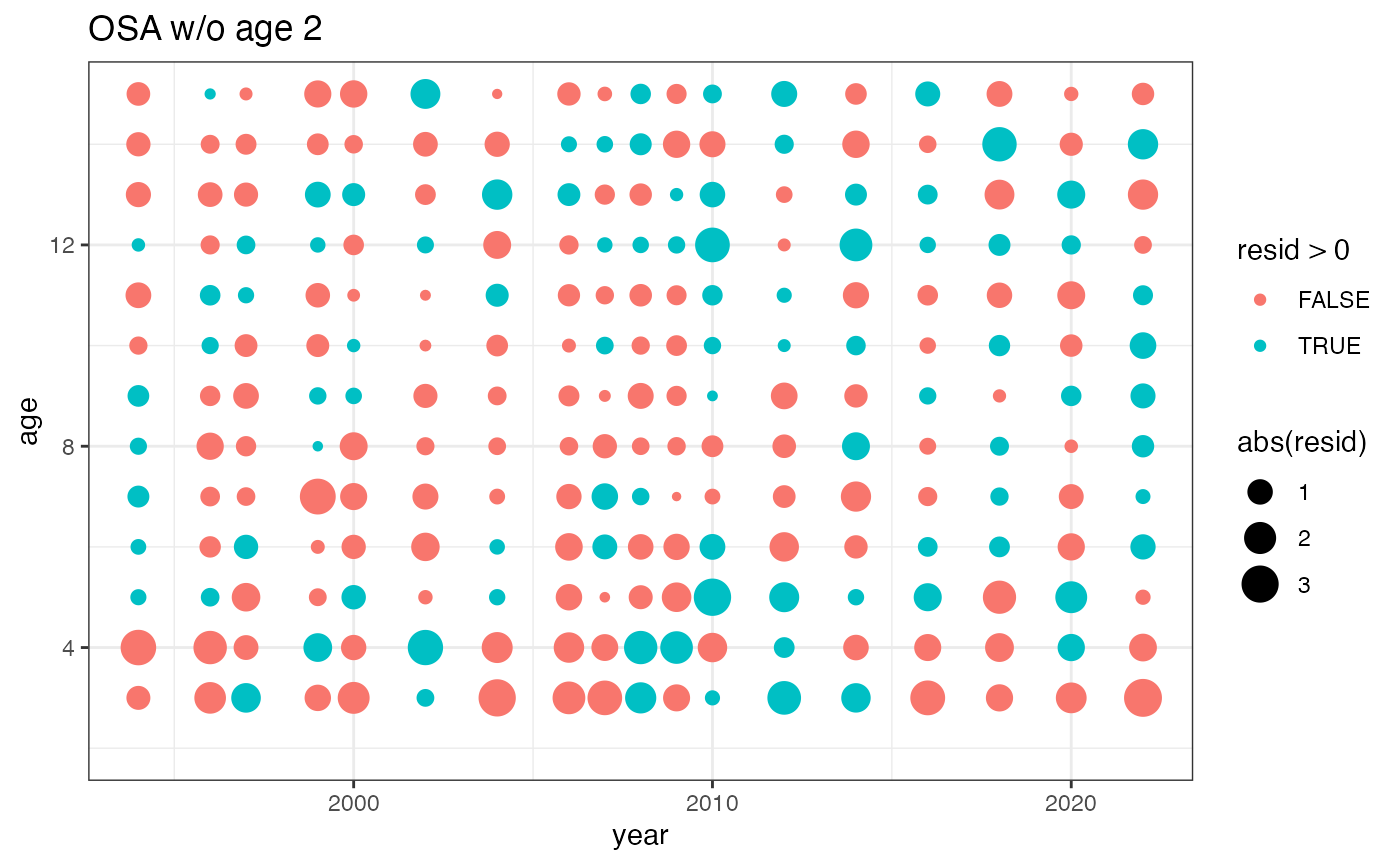 OSA w/o age 2
age
12
8
4
2000
2010
2020
year
resid > 0
FALSE
TRUE
abs(resid)
1
2
3